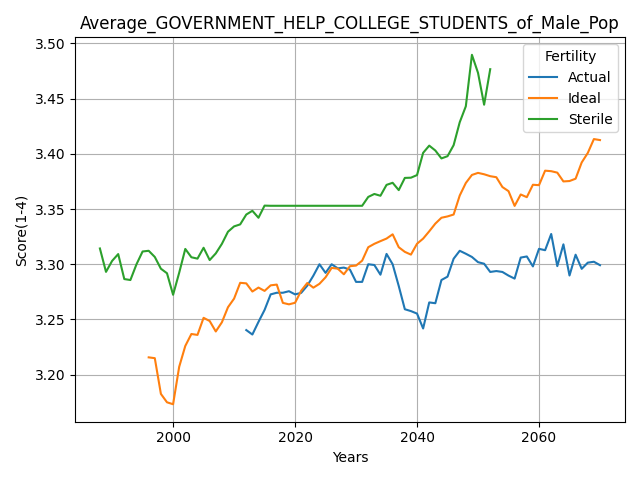 Average_GOVERNMENT_HELP_COLLEGE_STUDENTS_of_Male_Pop
Fertility
Actual
Ideal
Sterile
Score(1-4)
3.50
3.45
3.40
3.35
3.30
3.25
3.20
2000
2020
2040
2060
Years